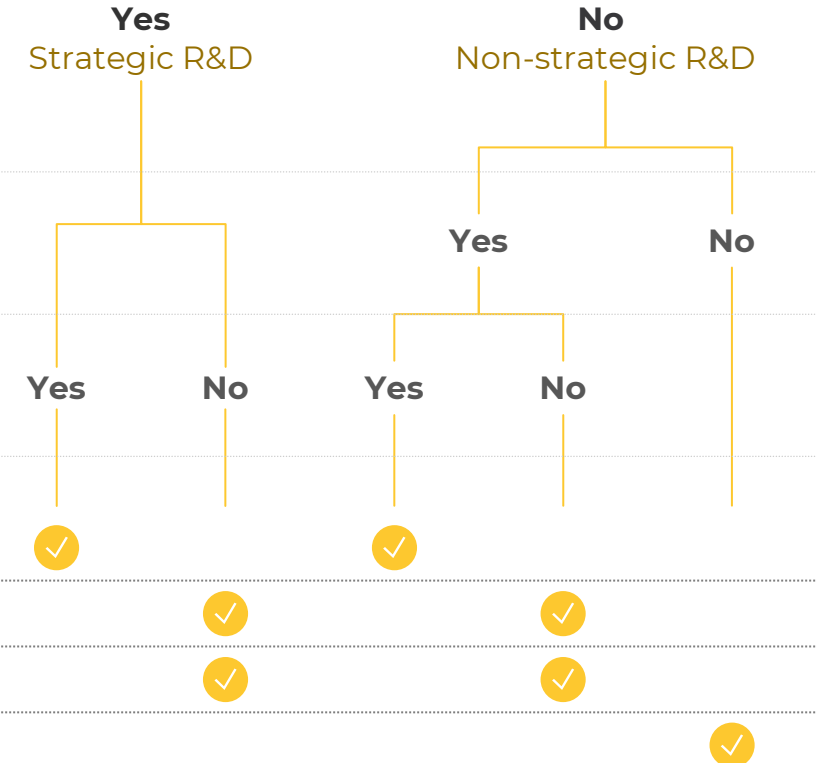 Yes
No
Strategic R&D
Non-strategic R&D
Yes
No
Yes
No
Yes
No